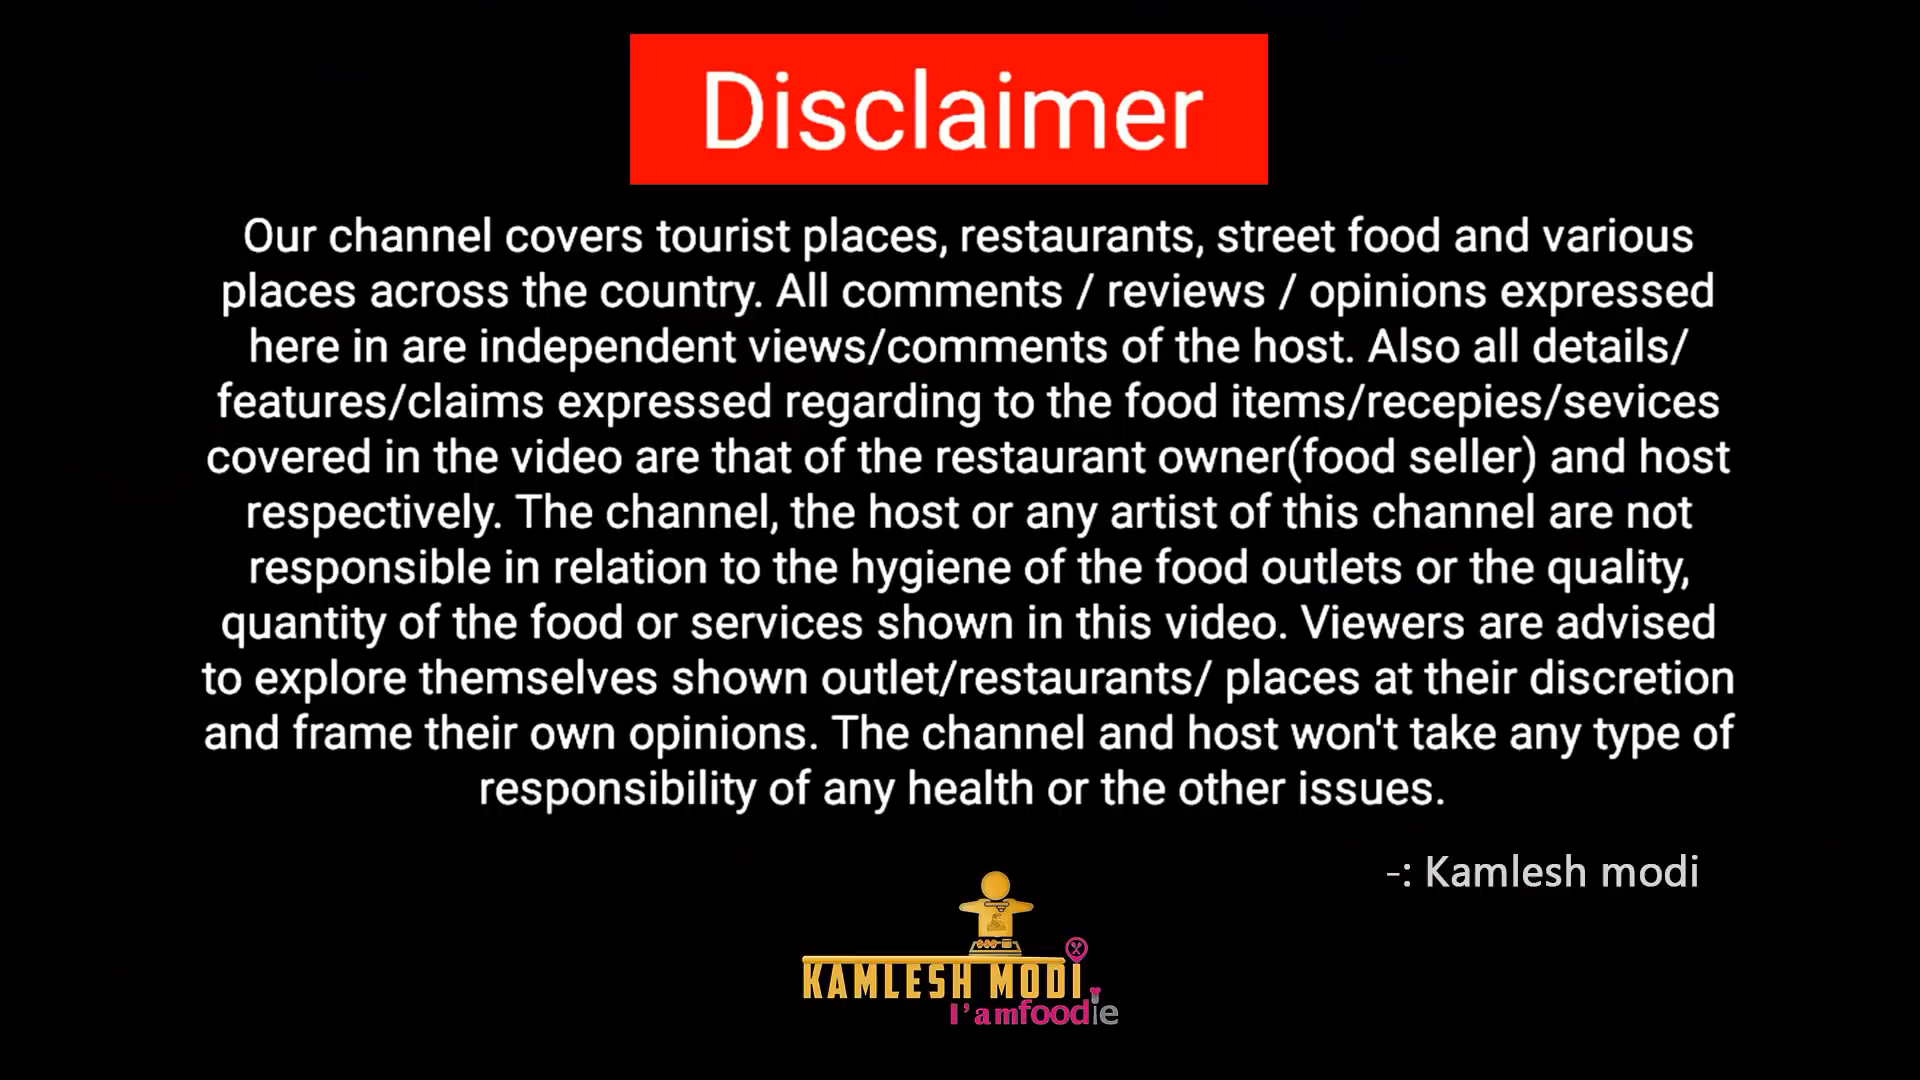 Disclaimer
Our channel covers tourist places, restaurants, street food and various
places across the country. All comments / reviews / opinions expressed
here in are independent views/comments of the host. Also all details/
features/claims expressed regarding to the food items/recepies/sevices
covered in the video are that of the restaurant owner(food seller) and host
respectively. The channel, the host or any artist of this channel are not
responsible in relation to the hygiene of the food outlets or the quality,
quantity of the food or services shown in this video. Viewers are advised
to explore themselves shown outlet/restaurants/ places at their discretion
and frame their own opinions. The channel and host won't take any type of
responsibility of any health or the other issues.
-: Kamlesh modi
KAMLESH MODI
I'amfoodie